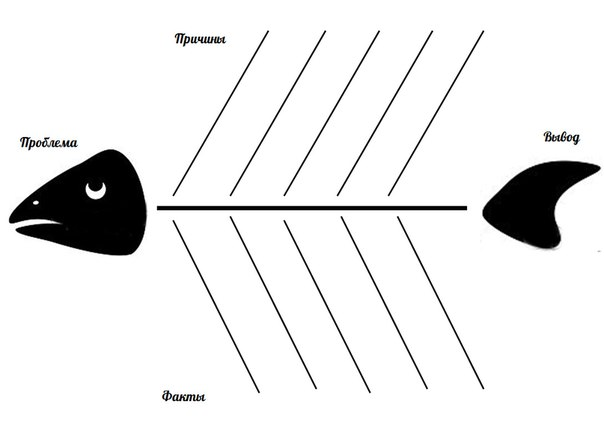 Причины
Проблема
Вывод
Факты